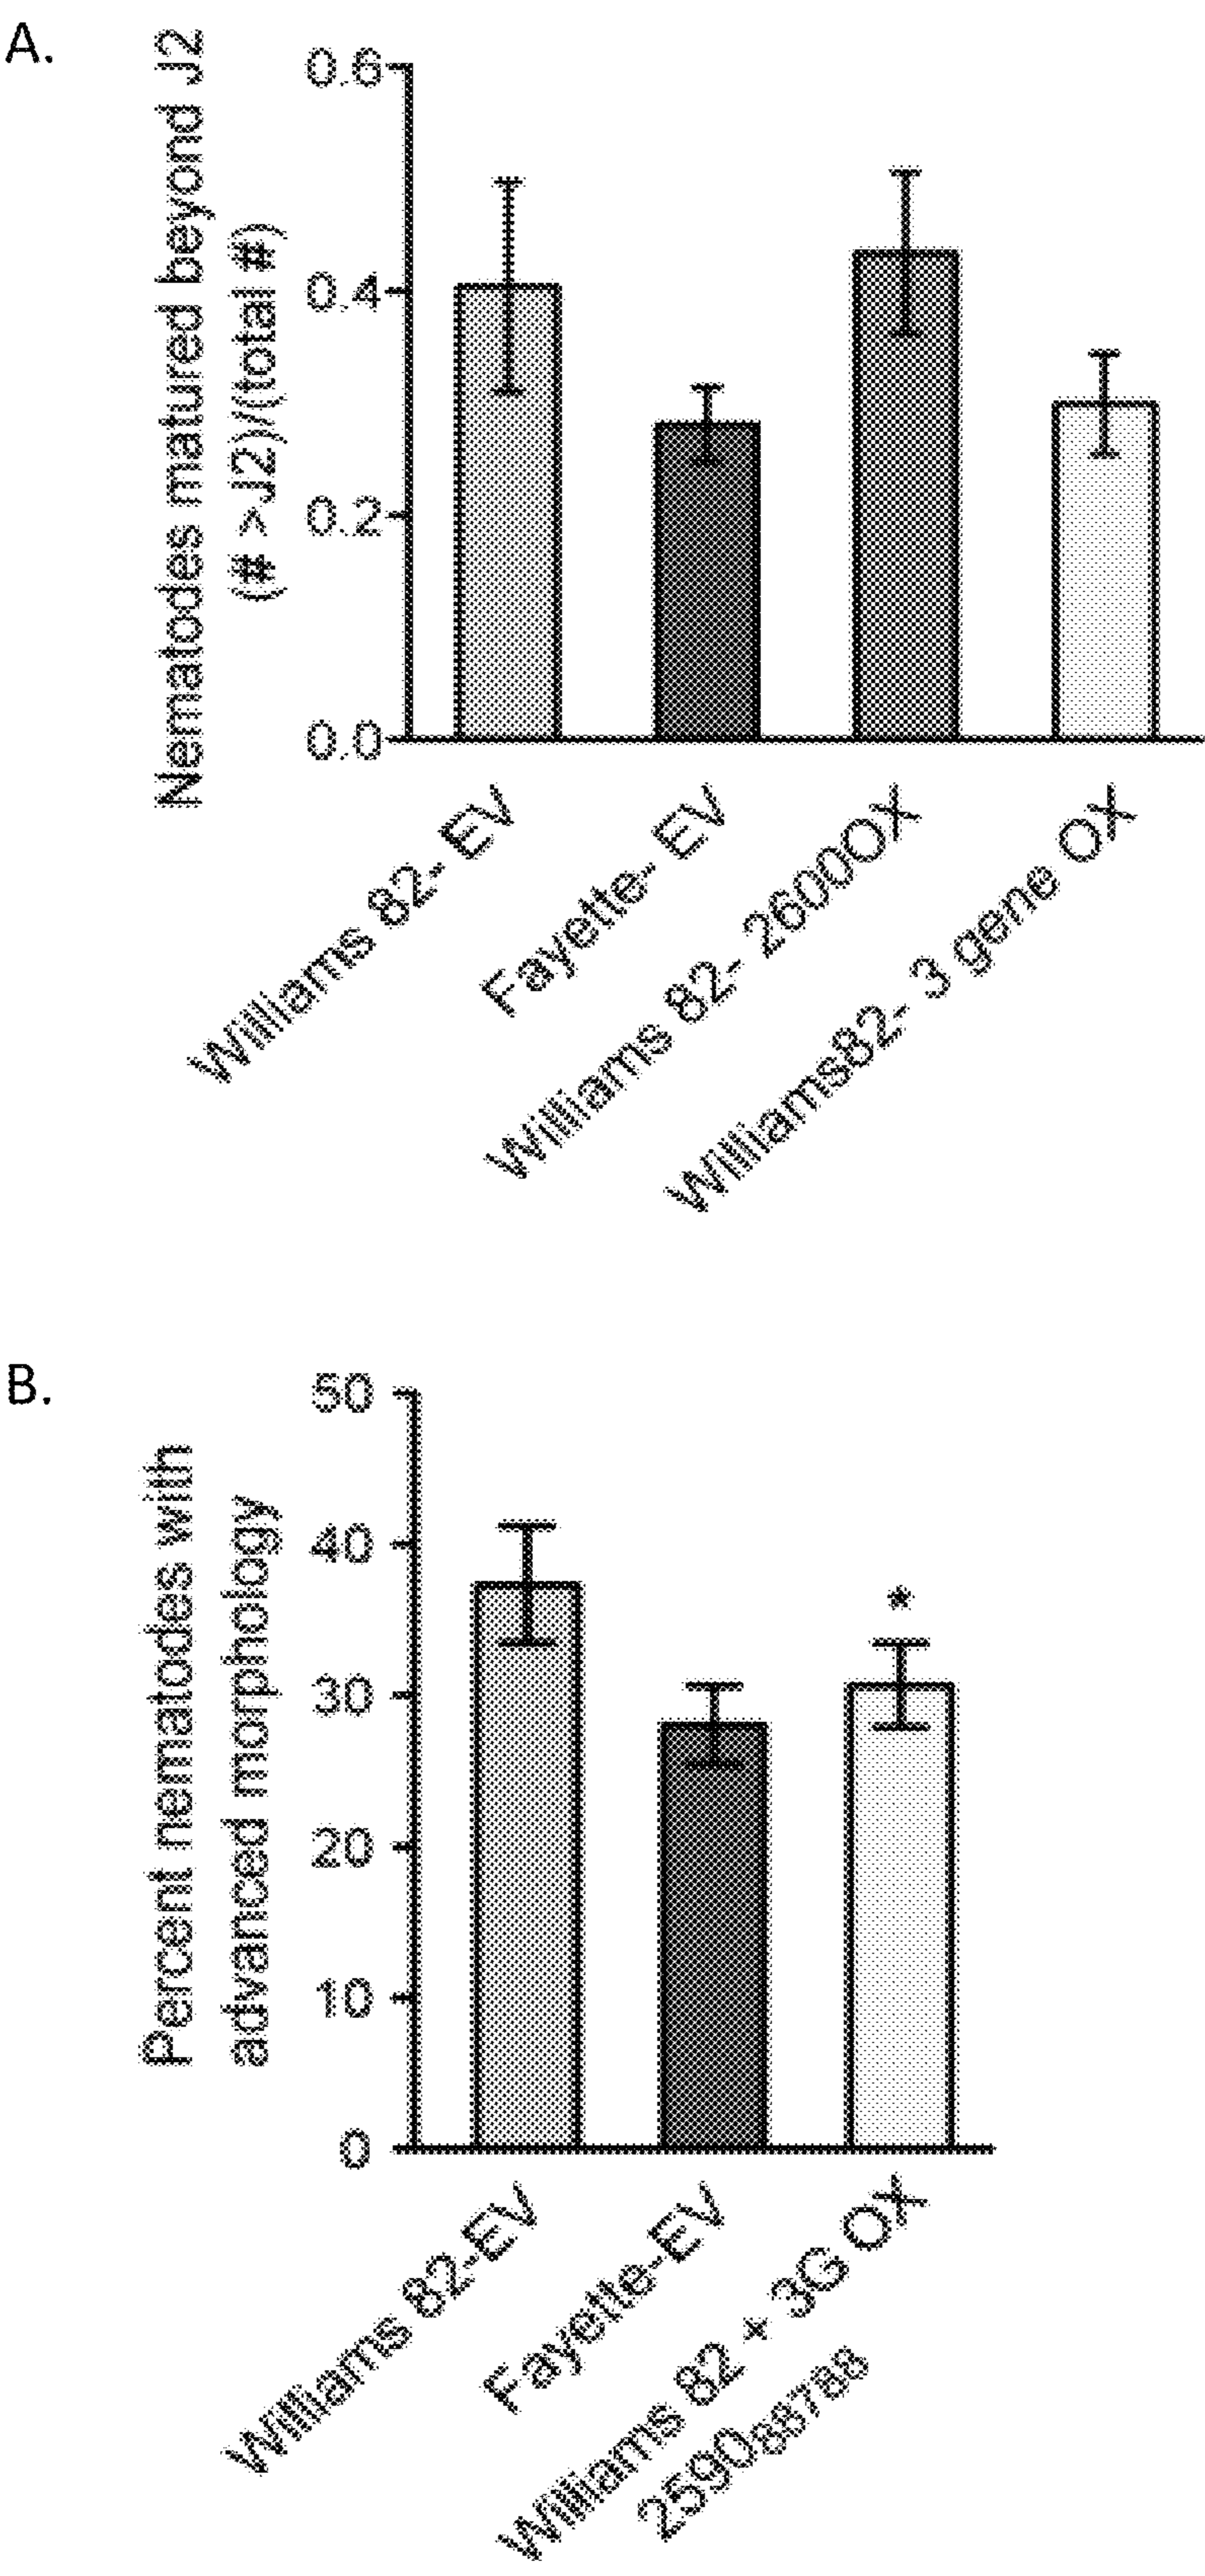 A.
Nematodes matured beyond J2
(# >J2)/(total #)
0.6
0.4
0.2
0.0
Williams 82- EV
Fayette- EV
Williams 82- 2600OX
Williams82- 3 gene OX
B.
Percent nematodes with
advanced morphology
50
40
30
20
10
0
*
Williams 82-EV
Fayette-EV
Williams 82 + 3G OX
259088788